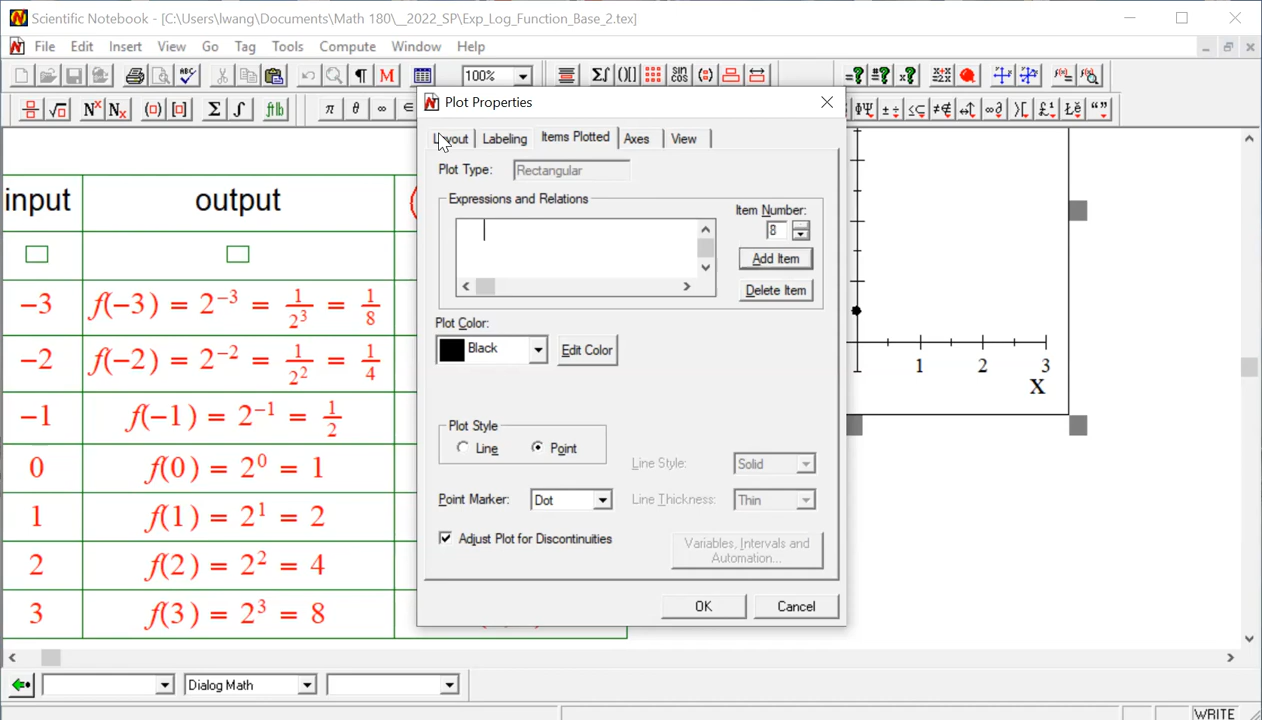 Scientific Notebook - [C:\Users\lwang\Documents\Math 180\__2022_SP\Exp_Log_Function_Base_2.tex]
File Edit Insert View Go Tag Tools Compute Window Help
100%
Plot Properties
Layout Labeling Items Plotted Axes View
Plot Type: Rectangular
Expressions and Relations
Item Number:
8
Add Item
Delete Item
Plot Color:
Black Edit Color
Plot Style
Line Point
Line Style: Solid
Point Marker: Dot Line Thickness: Thin
Adjust Plot for Discontinuities
Variables, Intervals and
Automation...
OK Cancel
input output (
-3 f(-3) = 2^-3 = 1/2^3 = 1/8
-2 f(-2) = 2^-2 = 1/2^2 = 1/4
-1 f(-1) = 2^-1 = 1/2
0 f(0) = 2^0 = 1
1 f(1) = 2^1 = 2
2 f(2) = 2^2 = 4
3 f(3) = 2^3 = 8
1 2 3
X
Dialog Math
WRITE